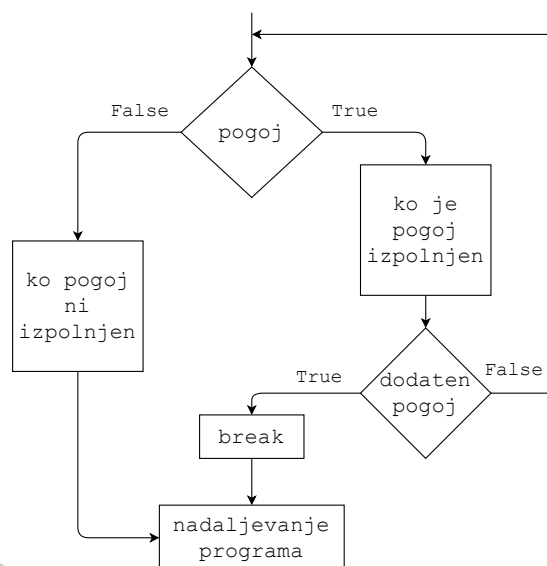 False
True
pogoj
ko je
pogoj
izpolnjen
ko pogoj
ni
izpolnjen
True
dodaten
pogoj
False
break
nadaljevanje
programa